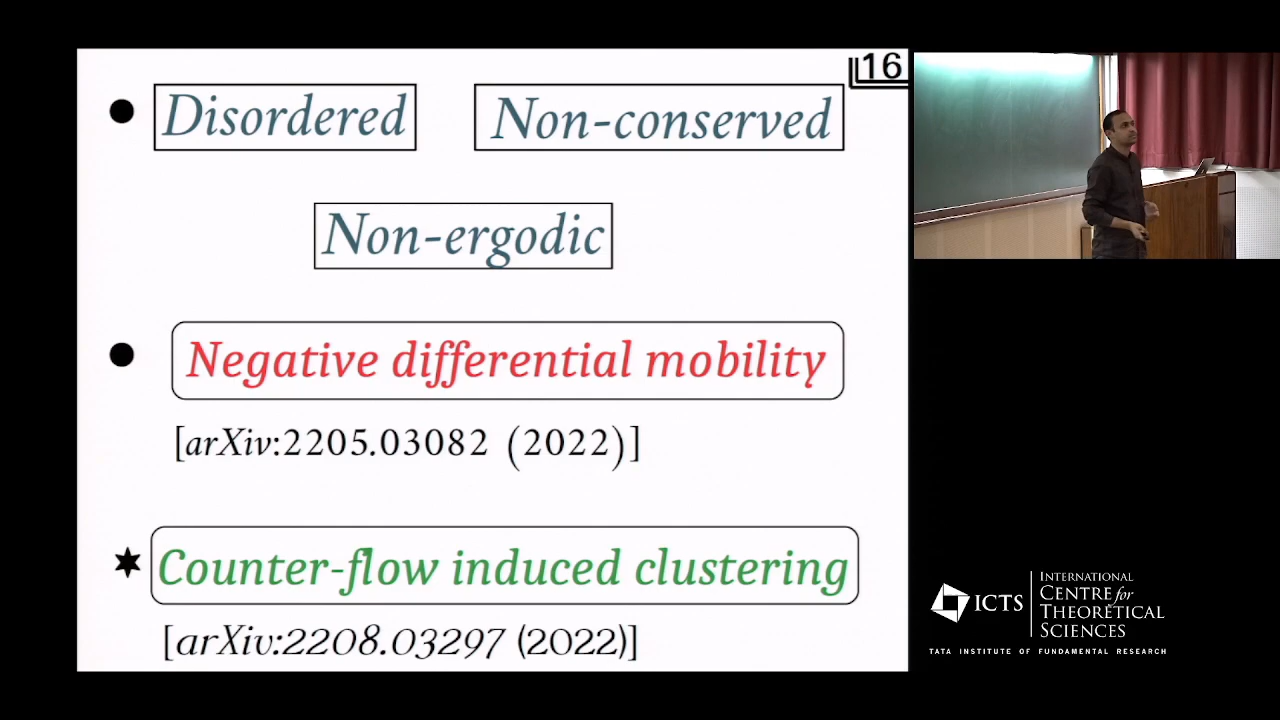 16
• Disordered Non-conserved
Non-ergodic
• Negative differential mobility
[arXiv:2205.03082 (2022)]
★ Counter-flow induced clustering
[arXiv:2208.03297 (2022)]
ICTS
INTERNATIONAL
CENTRE for
THEORETICAL
SCIENCES
TATA INSTITUTE OF FUNDAMENTAL RESEARCH